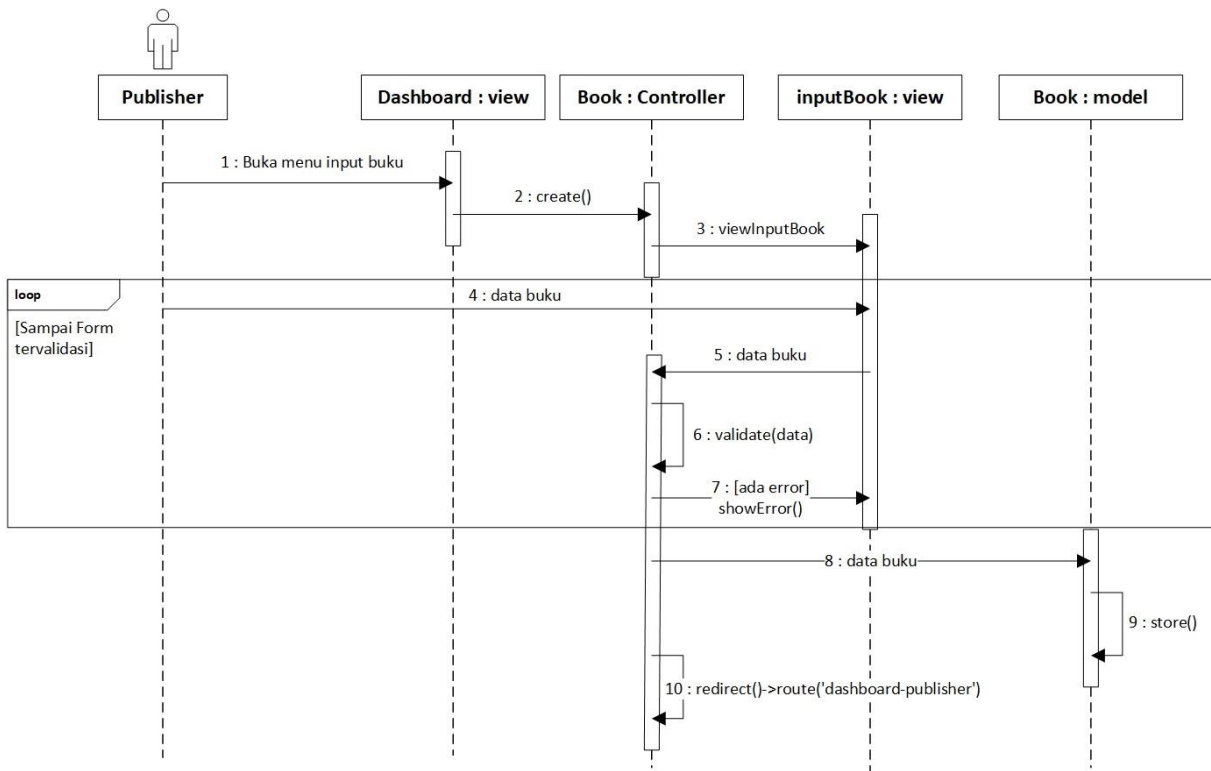 Publisher
Dashboard : view
Book : Controller
inputBook : view
Book : model
1 : Buka menu input buku
2 : create()
3 : viewInputBook
loop
4 : data buku
[Sampai Form
tervalidasi]
5 : data buku
6 : validate(data)
7 : [ada error]
showError()
8 : data buku
9 : store()
10 : redirect()->route('dashboard-publisher')